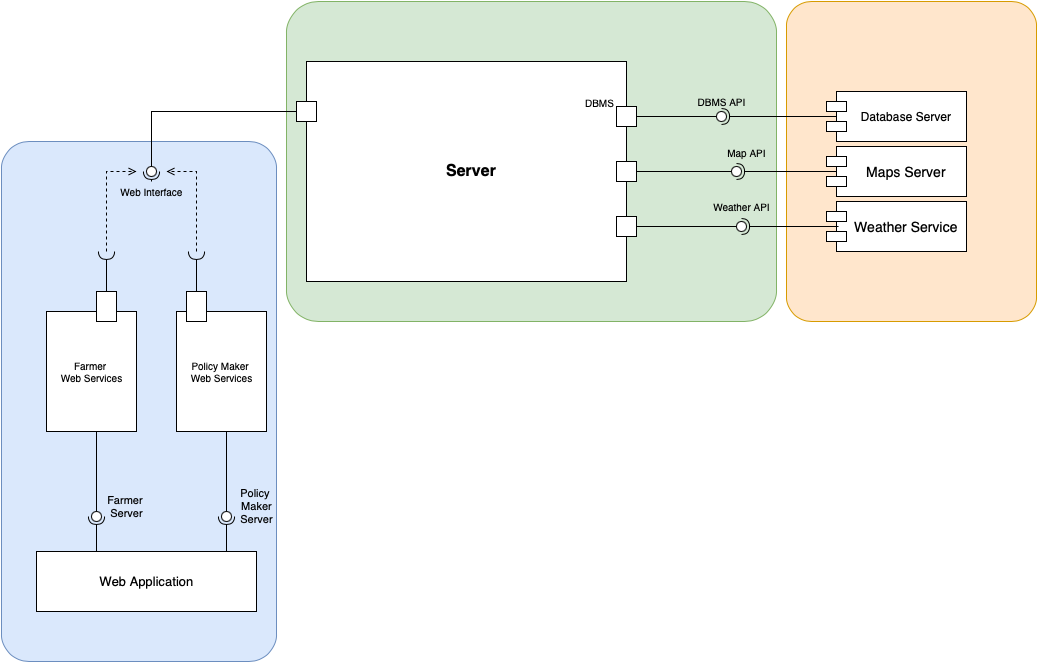 DBMS
DBMS API
Database Server
Server
Map API
Maps Server
Web Interface
Weather API
Weather Service
Farmer
Web Services
Policy Maker
Web Services
Farmer
Server
Policy
Maker
Server
Web Application